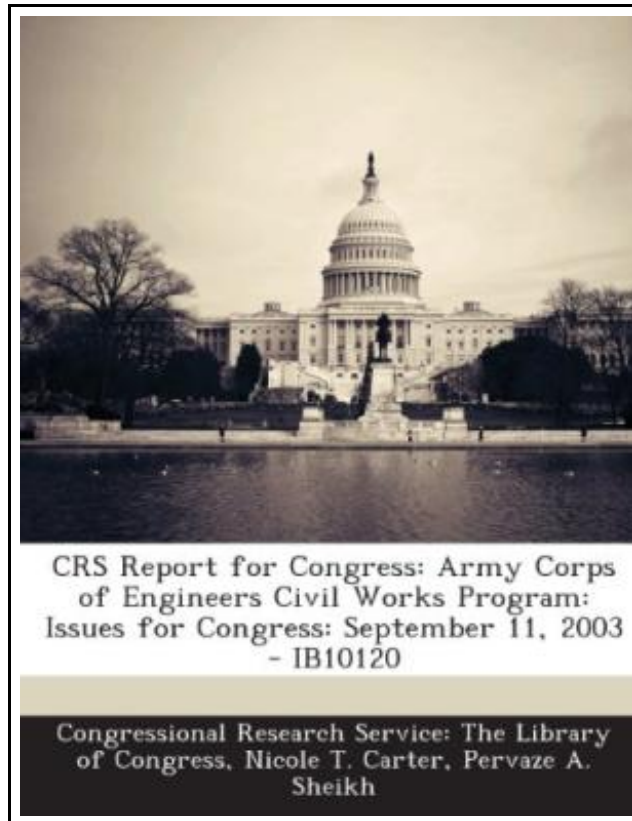 CRS Report for Congress: Army Corps
of Engineers Civil Works Program:
Issues for Congress: September 11, 2003
- IB10120
Congressional Research Service: The Library
of Congress, Nicole T. Carter, Pervaze A.
Sheikh